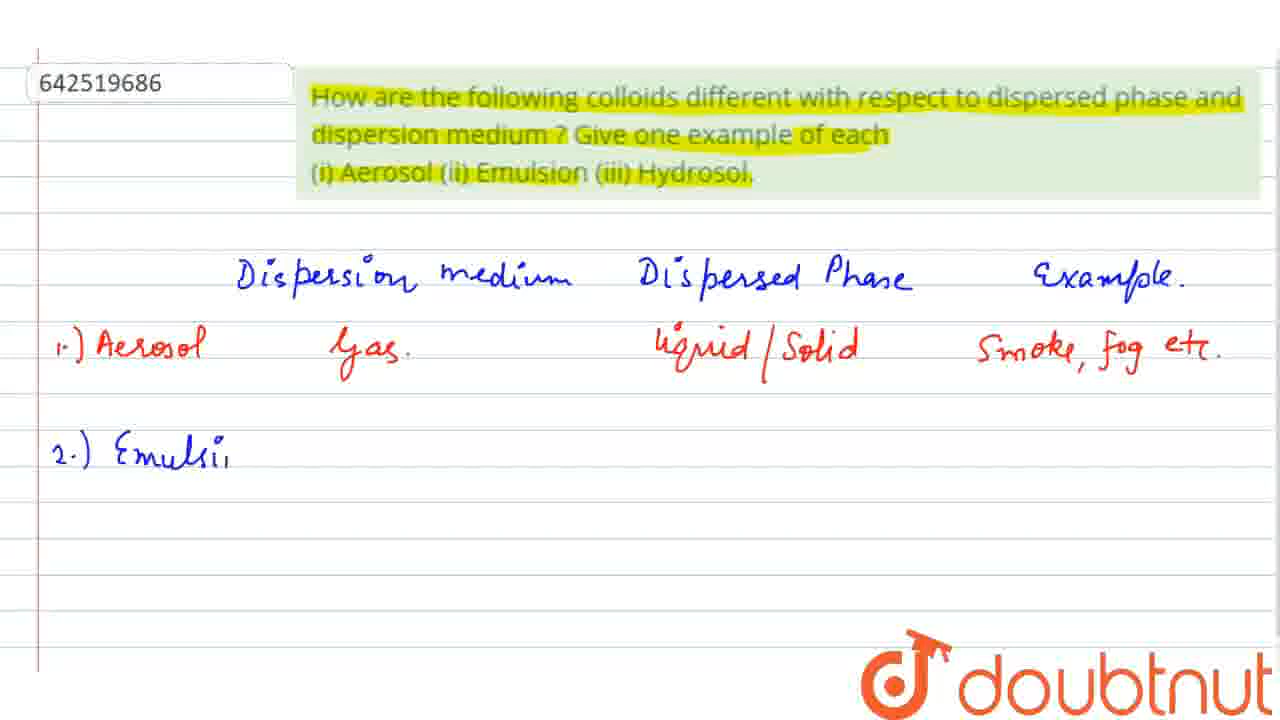 642519686
How are the following colloids different with respect to dispersed phase and
dispersion medium ? Give one example of each
(i) Aerosol (ii) Emulsion (iii) Hydrosol.
Dispersion medium Dispersed Phase Example.
1.) Aerosol Gas. Liquid / Solid Smoke, fog etc.
2.) Emulsi
doubtnut